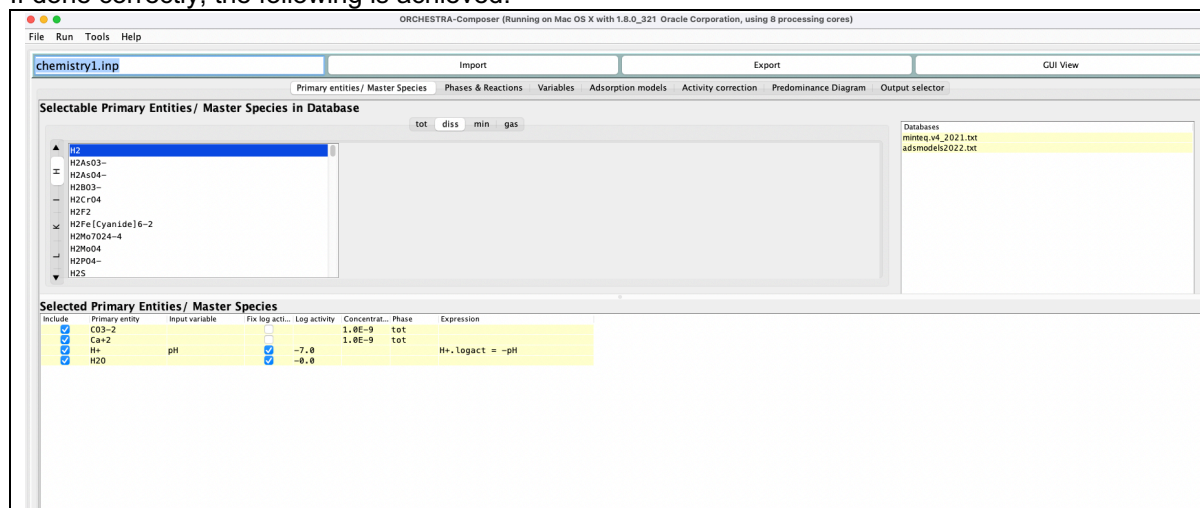 If done correctly, the following is achieved:
ORCHESTRA-Composer (Running on Mac OS X with 1.8.0_321 Oracle Corporation, using 8 processing cores)
File Run Tools Help
chemistry1.inp Import Export GUI View
Primary entities/ Master Species Phases & Reactions Variables Adsorption models Activity correction Predominance Diagram Output selector
Selectable Primary Entities/ Master Species in Database
tot diss min gas
Databases
minteq.v4_2021.txt
adsmodels2022.txt
H2
H2AsO3-
H2AsO4-
H2BO3-
H2CrO4
H2F2
H2Fe[Cyanide]6-2
H2Mo7O24-4
H2MoO4
H2PO4-
H2S
H
I
K
L
Selected Primary Entities/ Master Species
Include Primary entity Input variable Fix log acti... Log activity Concentrat... Phase Expression
CO3-2 1.0E-9 tot
Ca+2 1.0E-9 tot
H+ pH -7.0 H+.logact = -pH
H2O -0.0